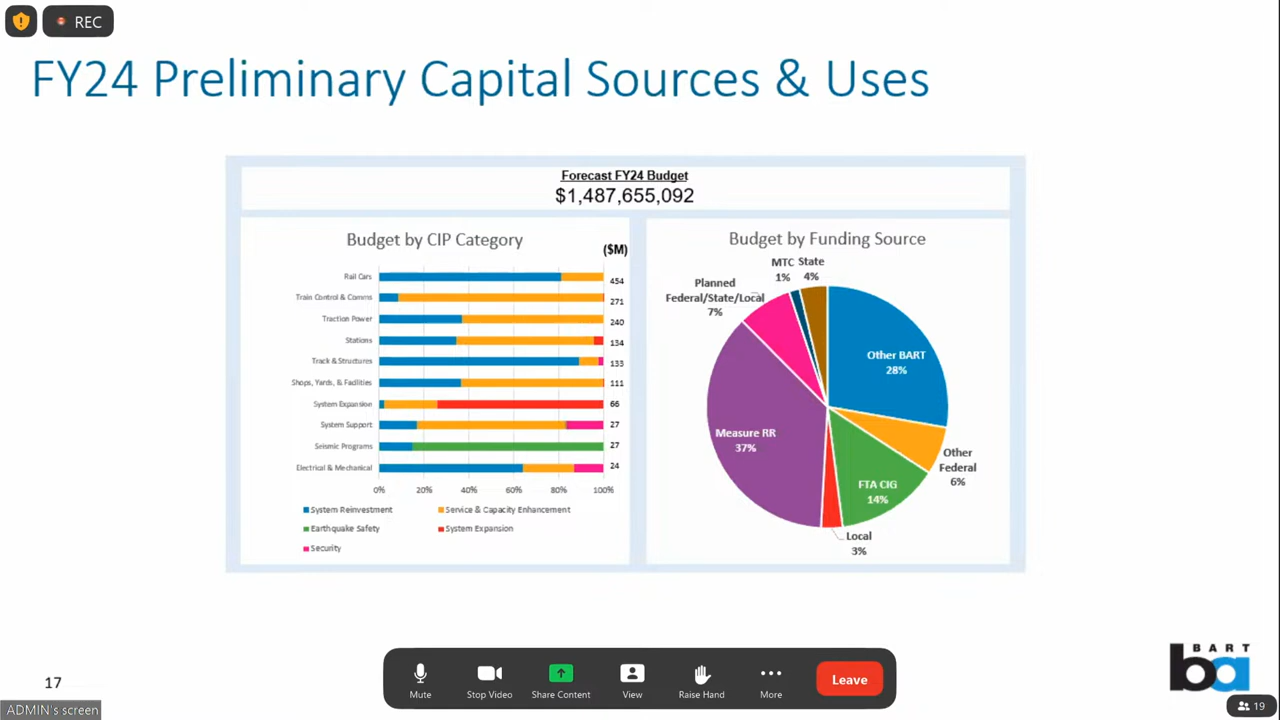 REC
FY24 Preliminary Capital Sources & Uses
Forecast FY24 Budget
$1,487,655,092
Budget by CIP Category
($M)
Rail Cars
454
Train Control & Comms
271
Traction Power
240
Stations
134
Track & Structures
133
Shops, Yards, & Facilities
111
System Expansion
66
System Support
27
Seismic Programs
27
Electrical & Mechanical
24
0% 20% 40% 60% 80% 100%
System Reinvestment
Service & Capacity Enhancement
Earthquake Safety
System Expansion
Security
Budget by Funding Source
MTC
1%
State
4%
Planned
Federal/State/Local
7%
Other BART
28%
Measure RR
37%
Other
Federal
6%
FTA CIG
14%
Local
3%
BART
ba
17
Mute
Stop Video
Share Content
View
Raise Hand
More
Leave
ADMIN's screen
19